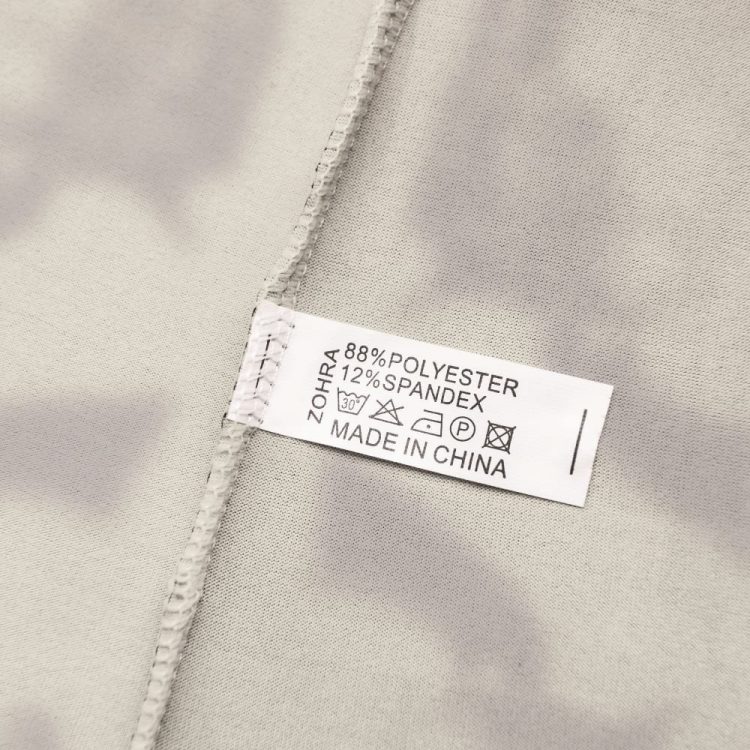 ZOHRA
88%POLYESTER
12%SPANDEX
30°
P
MADE IN CHINA